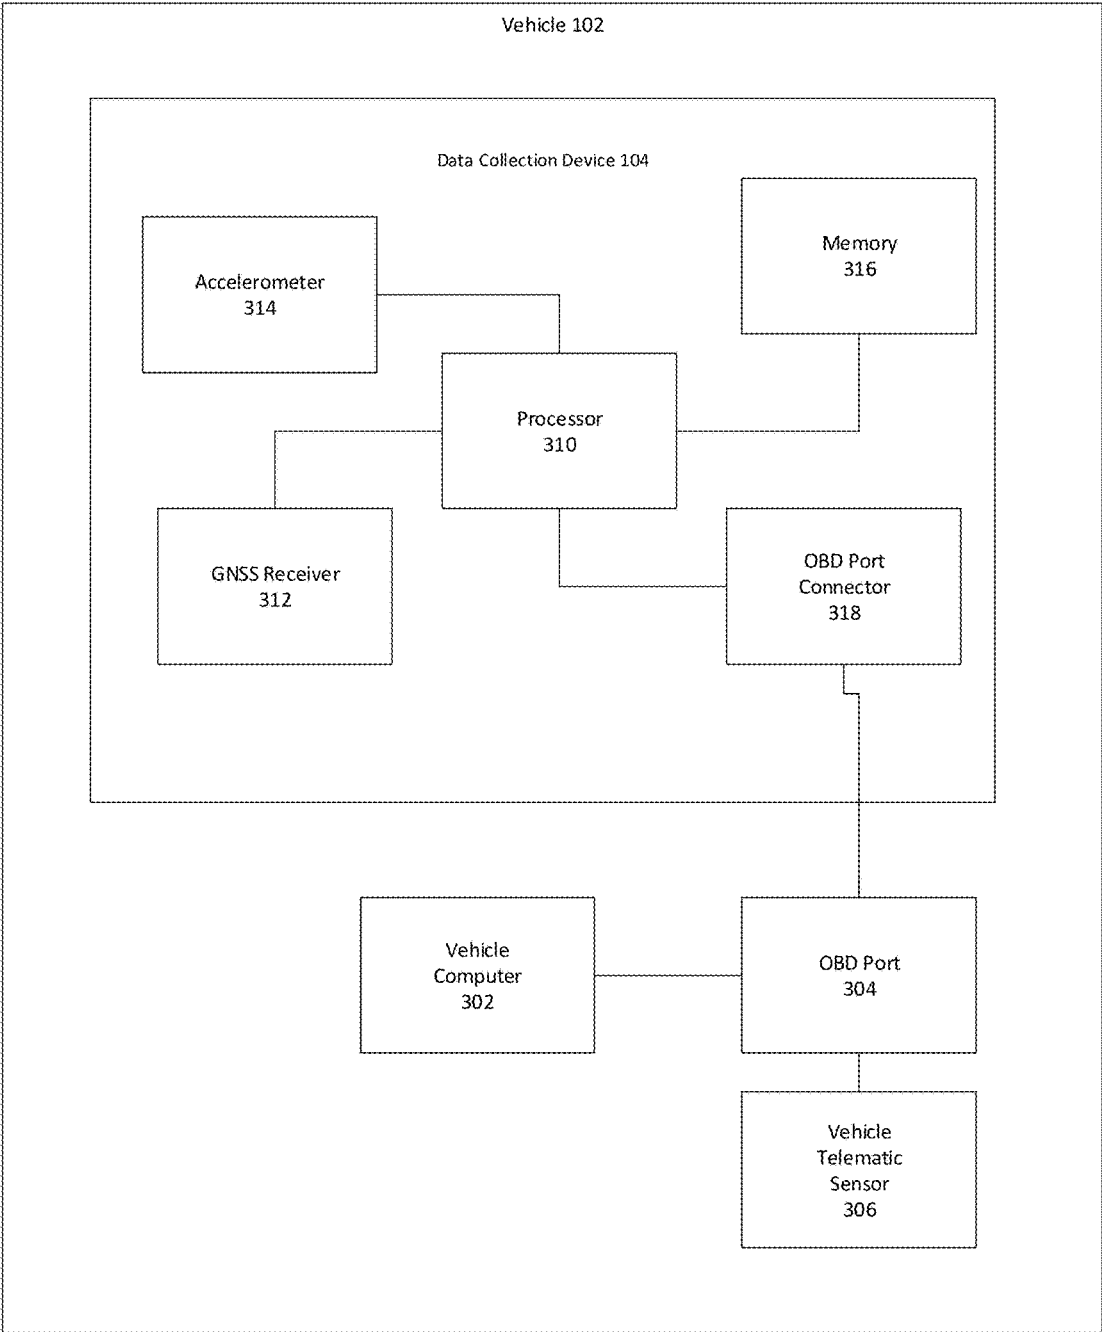 Vehicle 102
Data Collection Device 104
Memory
316
Accelerometer
314
Processor
310
GNSS Receiver
312
OBD Port
Connector
318
Vehicle
Computer
302
OBD Port
304
Vehicle
Telematic
Sensor
306